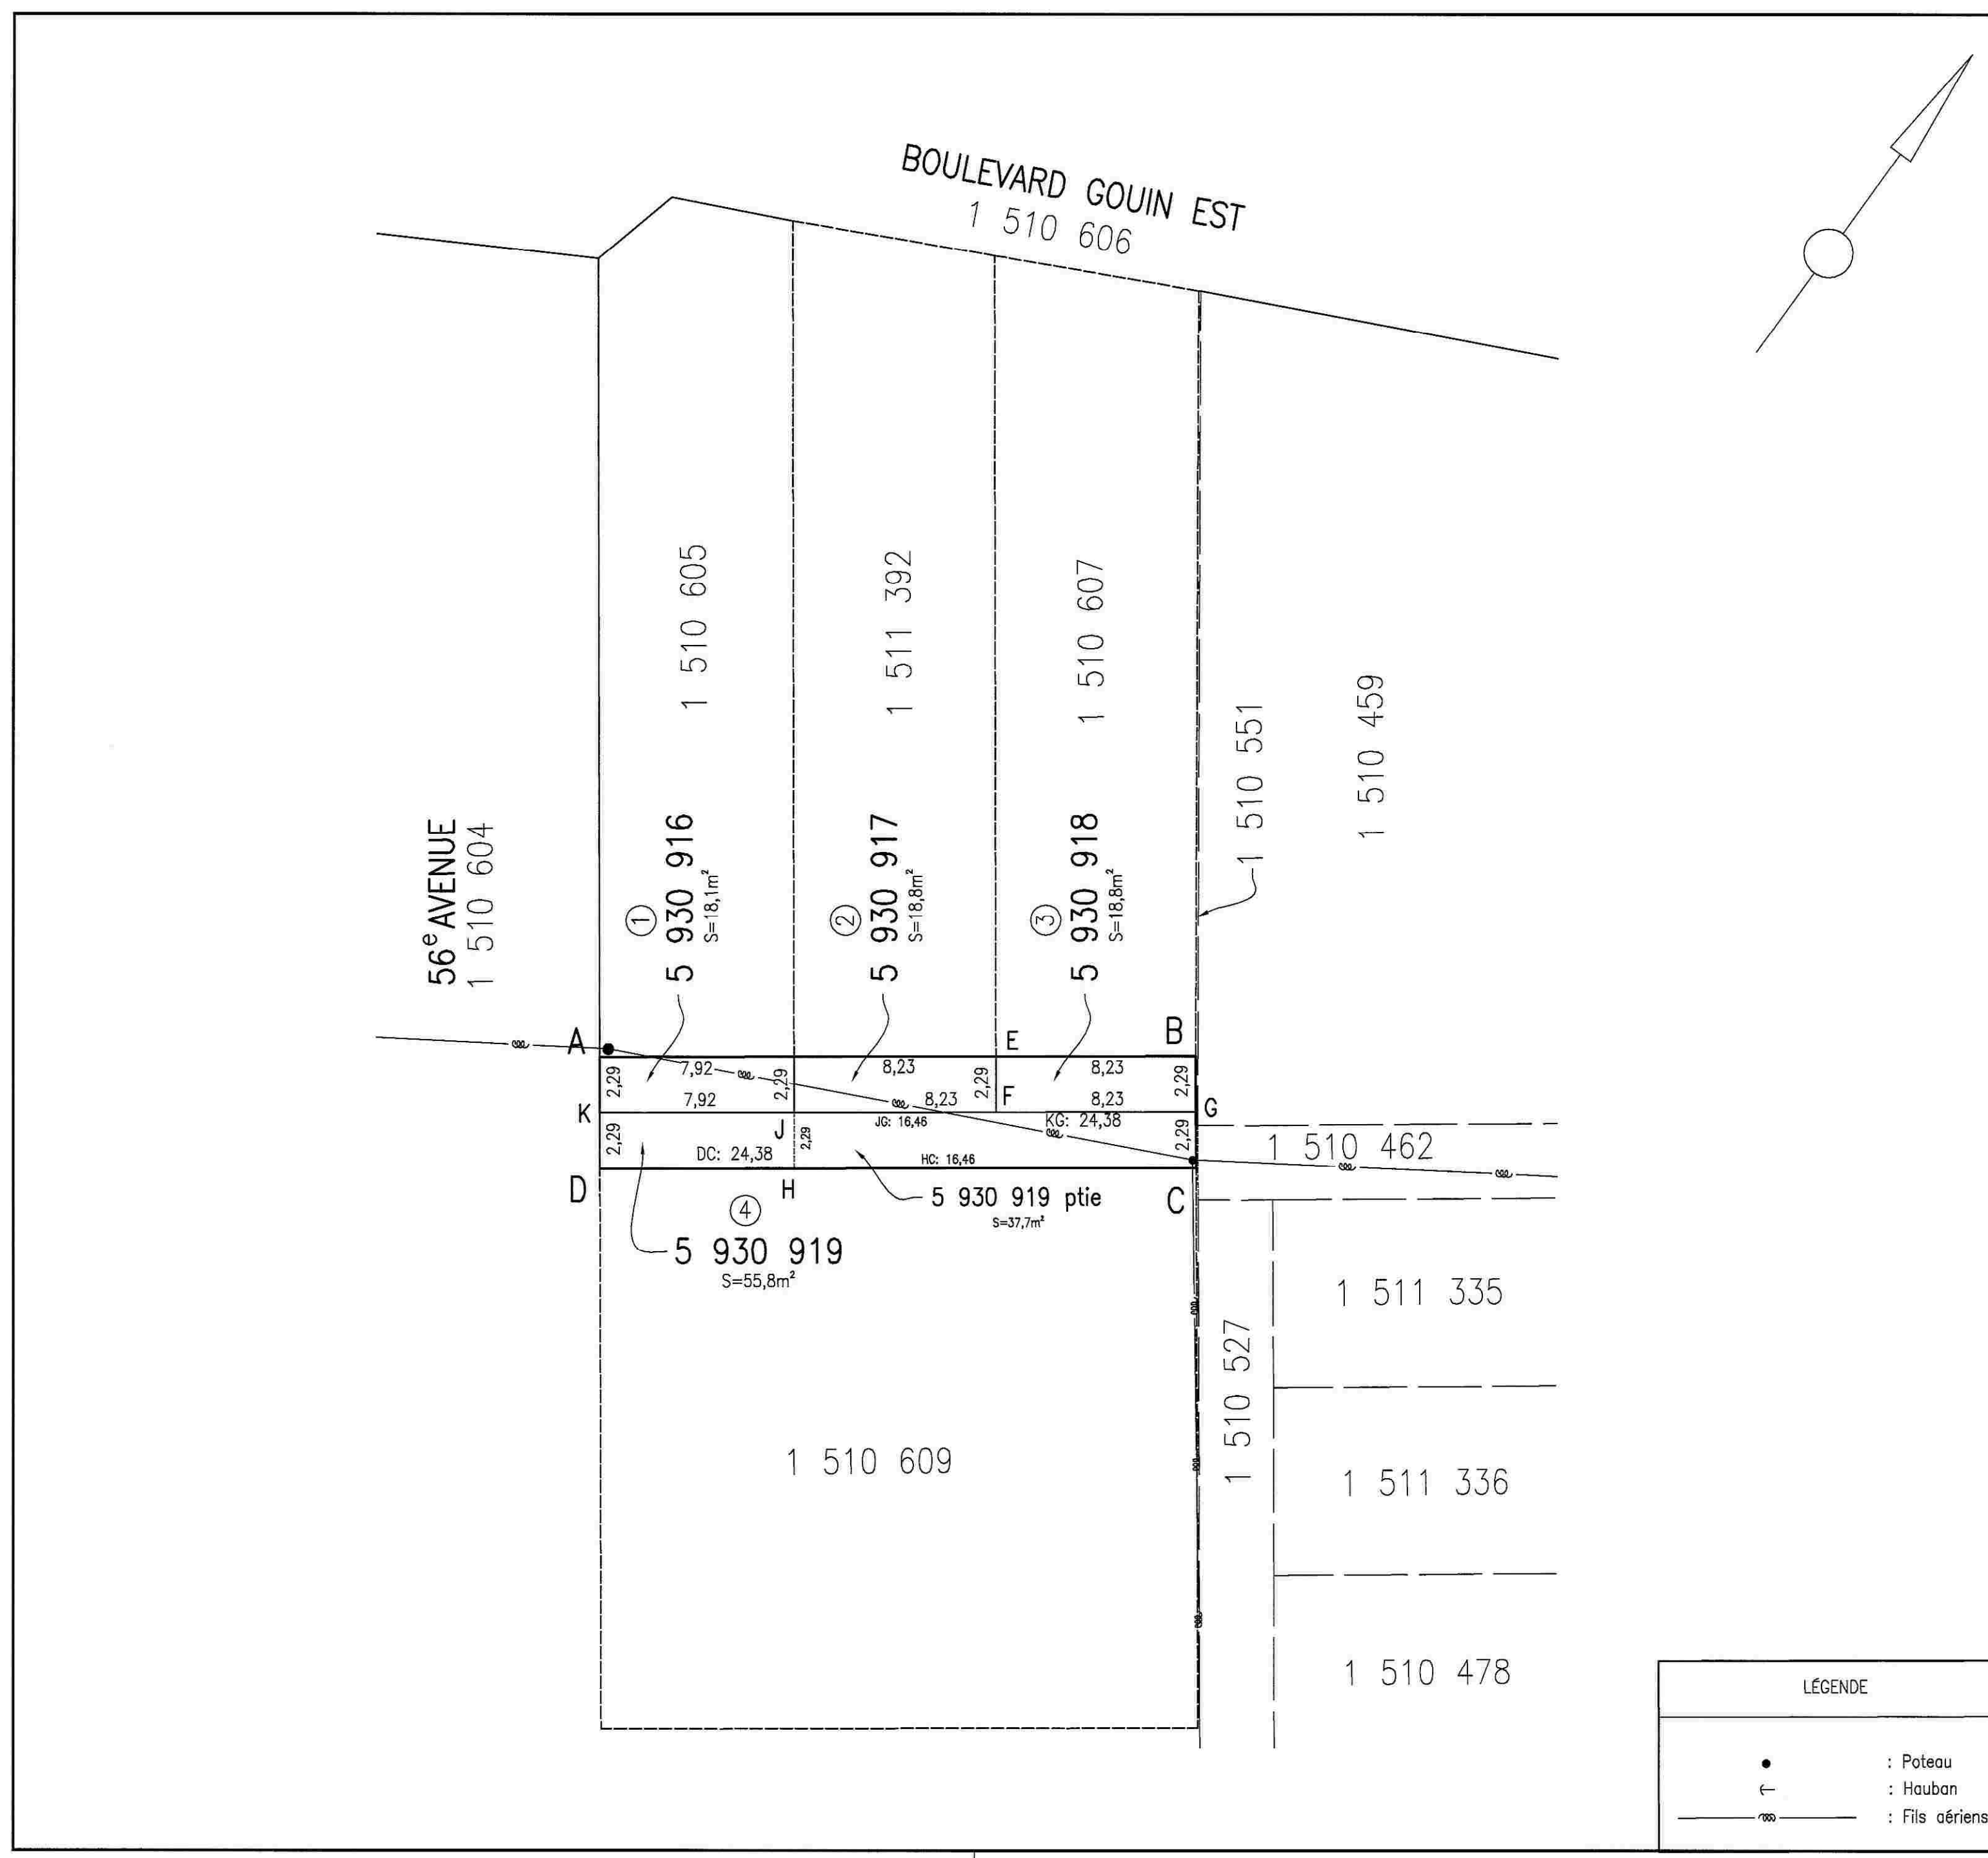 BOULEVARD GOUIN EST
1 510 606
1 510 605
1 511 392
1 510 607
1 510 551
1 510 459
56e AVENUE
1 510 604
1
5 930 916
S=18,1m²
2
5 930 917
S=18,8m²
3
5 930 918
S=18,8m²
A
E
B
2,29
7,92
2,29
8,23
2,29
8,23
2,29
7,92
8,23
F
8,23
K
G
2,29
J
2,29
JG: 16,46
KG: 24,38
2,29
DC: 24,38
HC: 16,46
1 510 462
D
H
C
5 930 919 ptie
S=37,7m²
4
5 930 919
S=55,8m²
1 511 335
1 510 527
1 510 609
1 511 336
1 510 478
LÉGENDE
: Poteau
: Hauban
: Fils aériens